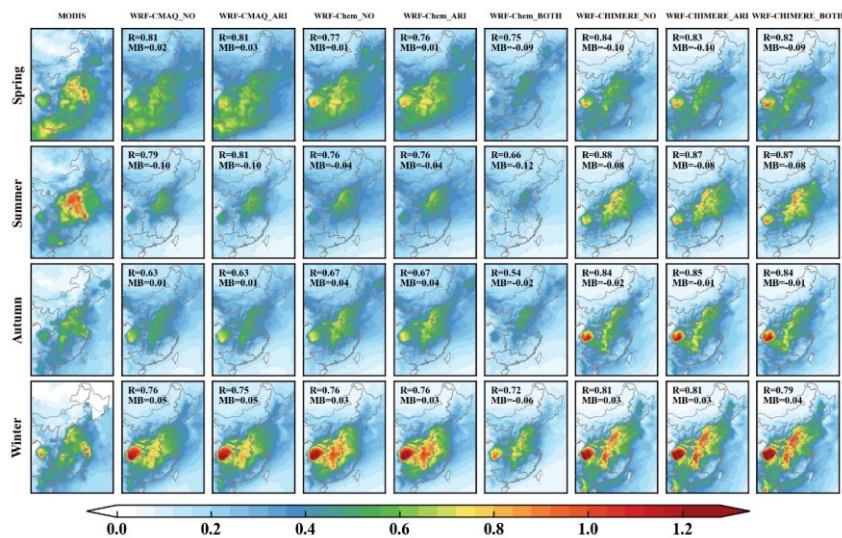 MODIS WRF-CMAQ_NO WRF-CMAQ_ARI WRF-Chem_NO WRF-Chem_ARI WRF-Chem_BOTH WRF-CHIMERE_NO WRF-CHIMERE_ARI WRF-CHIMERE_BOTH
Spring
R=0.81 R=0.81 R=0.77 R=0.76 R=0.75 R=0.84 R=0.83 R=0.82
MB=0.02 MB=0.03 MB=0.01 MB=0.01 MB=-0.09 MB=-0.10 MB=-0.10 MB=-0.09
Summer
R=0.79 R=0.81 R=0.76 R=0.76 R=0.66 R=0.88 R=0.87 R=0.87
MB=-0.10 MB=-0.10 MB=-0.04 MB=-0.04 MB=-0.12 MB=-0.08 MB=-0.08 MB=-0.08
Autumn
R=0.63 R=0.63 R=0.67 R=0.67 R=0.54 R=0.84 R=0.85 R=0.84
MB=0.01 MB=0.01 MB=0.04 MB=0.04 MB=-0.02 MB=-0.02 MB=-0.01 MB=-0.01
Winter
R=0.76 R=0.75 R=0.76 R=0.76 R=0.72 R=0.81 R=0.81 R=0.79
MB=0.05 MB=0.05 MB=0.03 MB=0.03 MB=-0.06 MB=0.03 MB=0.03 MB=0.04
0.0 0.2 0.4 0.6 0.8 1.0 1.2